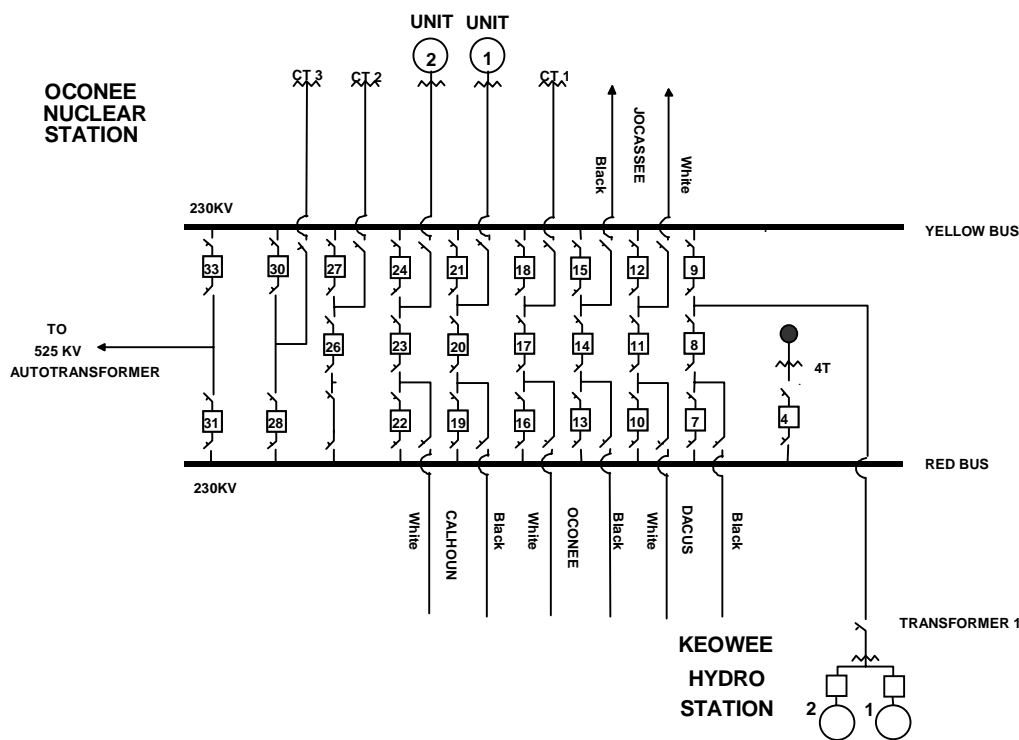 UNIT
UNIT
2
1
CT 3
CT 2
CT 1
OCONEE
NUCLEAR
STATION
Black
JOCASSEE
White
230KV
YELLOW BUS
33
30
27
24
21
18
15
12
9
TO
525 KV
AUTOTRANSFORMER
26
23
20
17
14
11
8
4T
31
28
22
19
16
13
10
7
4
RED BUS
230KV
White
CALHOUN
Black
White
OCONEE
Black
White
DACUS
Black
TRANSFORMER 1
KEOWEE
HYDRO
STATION
2
1